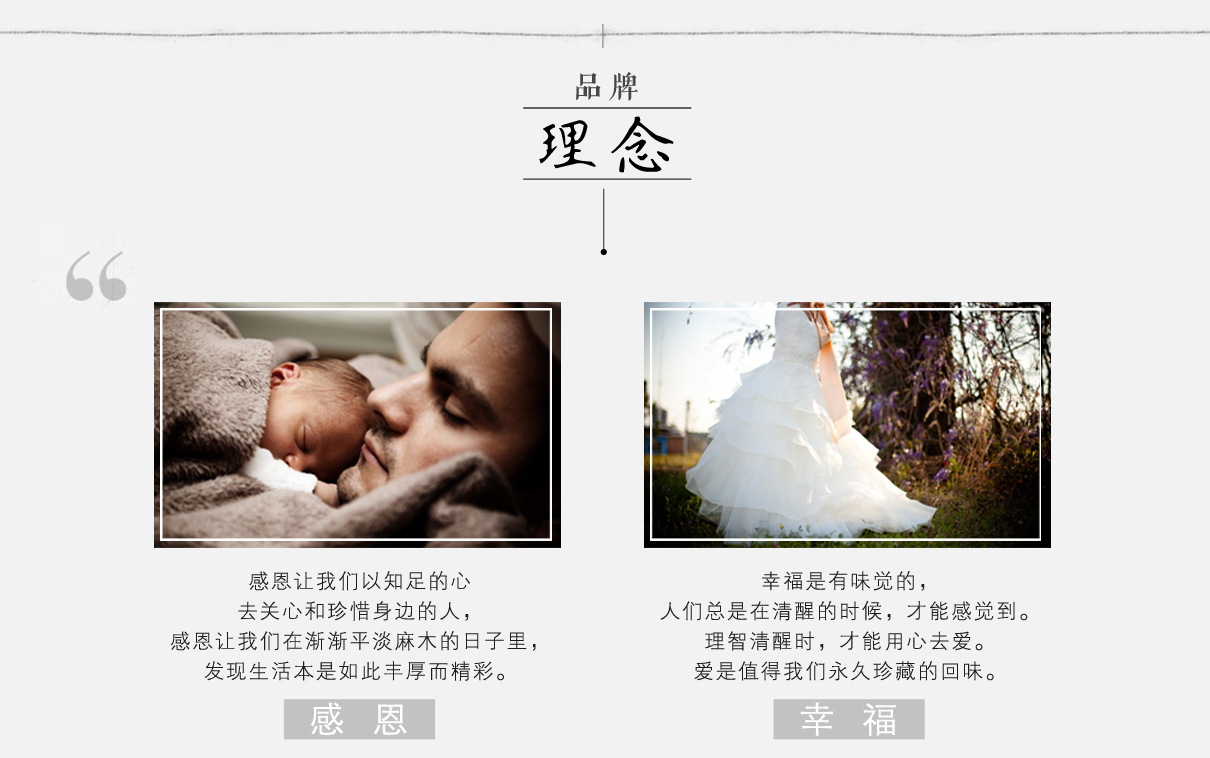 品牌
理念
“
感恩让我们以知足的心
去关心和珍惜身边的人，
感恩让我们在渐渐平淡麻木的日子里，
发现生活本是如此丰厚而精彩。
感 恩
幸福是有味觉的，
人们总是在清醒的时候，才能感觉到。
理智清醒时，才能用心去爱。
爱是值得我们永久珍藏的回味。
幸 福